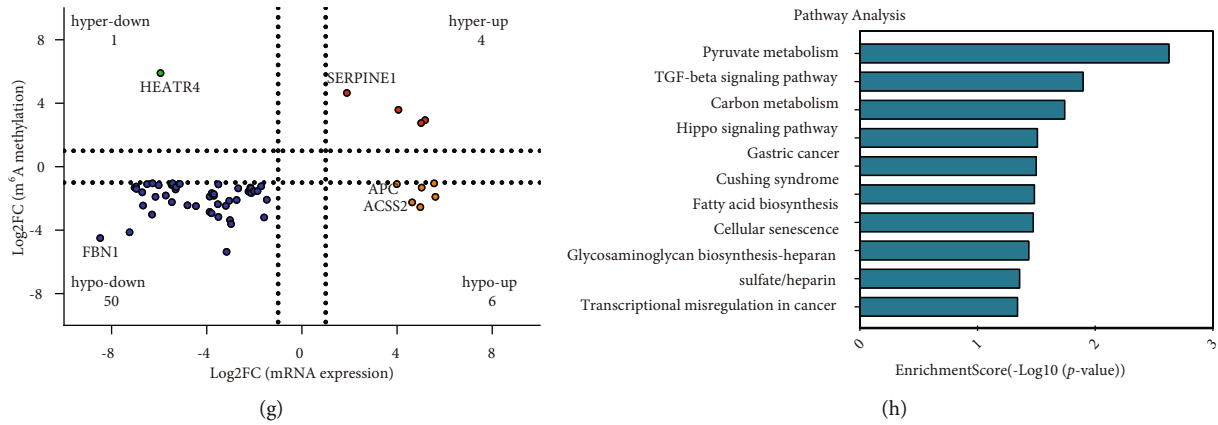 hyper-down
1
hyper-up
4
HEATR4
SERPINE1
APC
ACSS2
FBN1
hypo-down
50
hypo-up
6
8
4
0
-4
-8
Log2FC (m6A methylation)
-8
-4
0
4
8
Log2FC (mRNA expression)
(g)
Pathway Analysis
Pyruvate metabolism
TGF-beta signaling pathway
Carbon metabolism
Hippo signaling pathway
Gastric cancer
Cushing syndrome
Fatty acid biosynthesis
Cellular senescence
Glycosaminoglycan biosynthesis-heparan
sulfate/heparin
Transcriptional misregulation in cancer
0
1
2
3
EnrichmentScore(-Log10 (p-value))
(h)